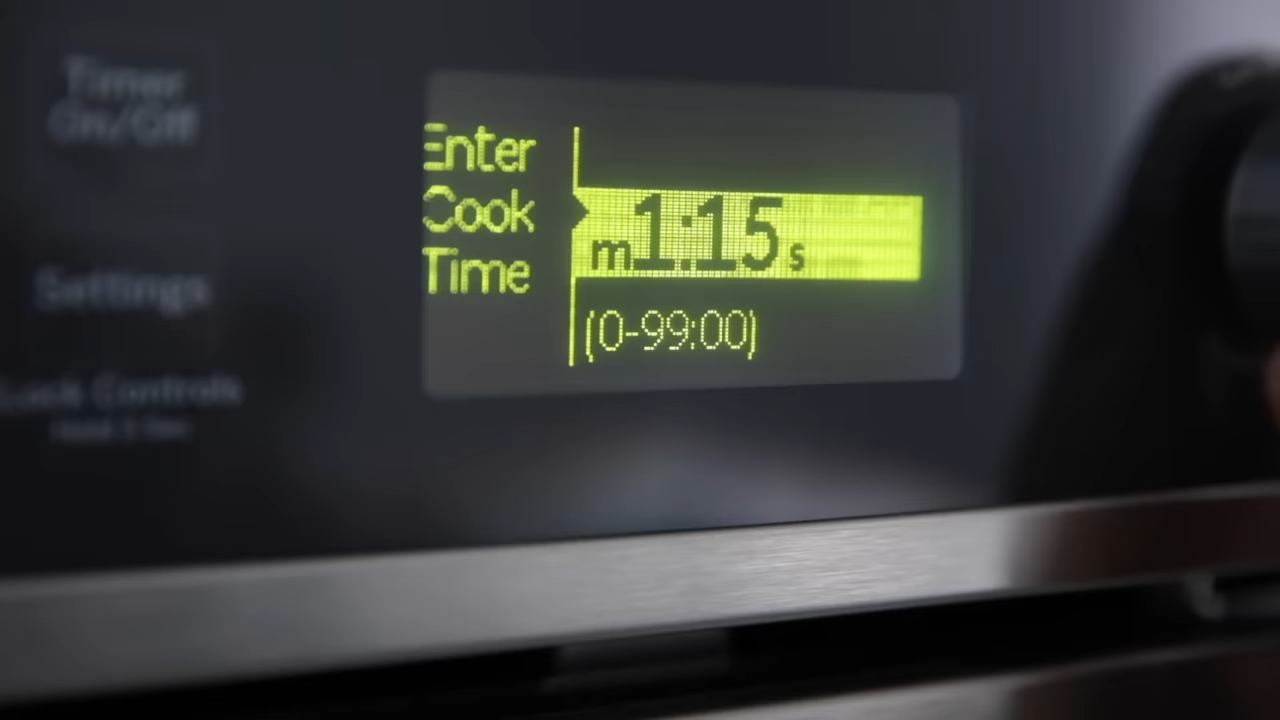 Timer
On/Off
Settings
Lock Controls
Enter
Cook
Time
m1:15s
(0-99:00)